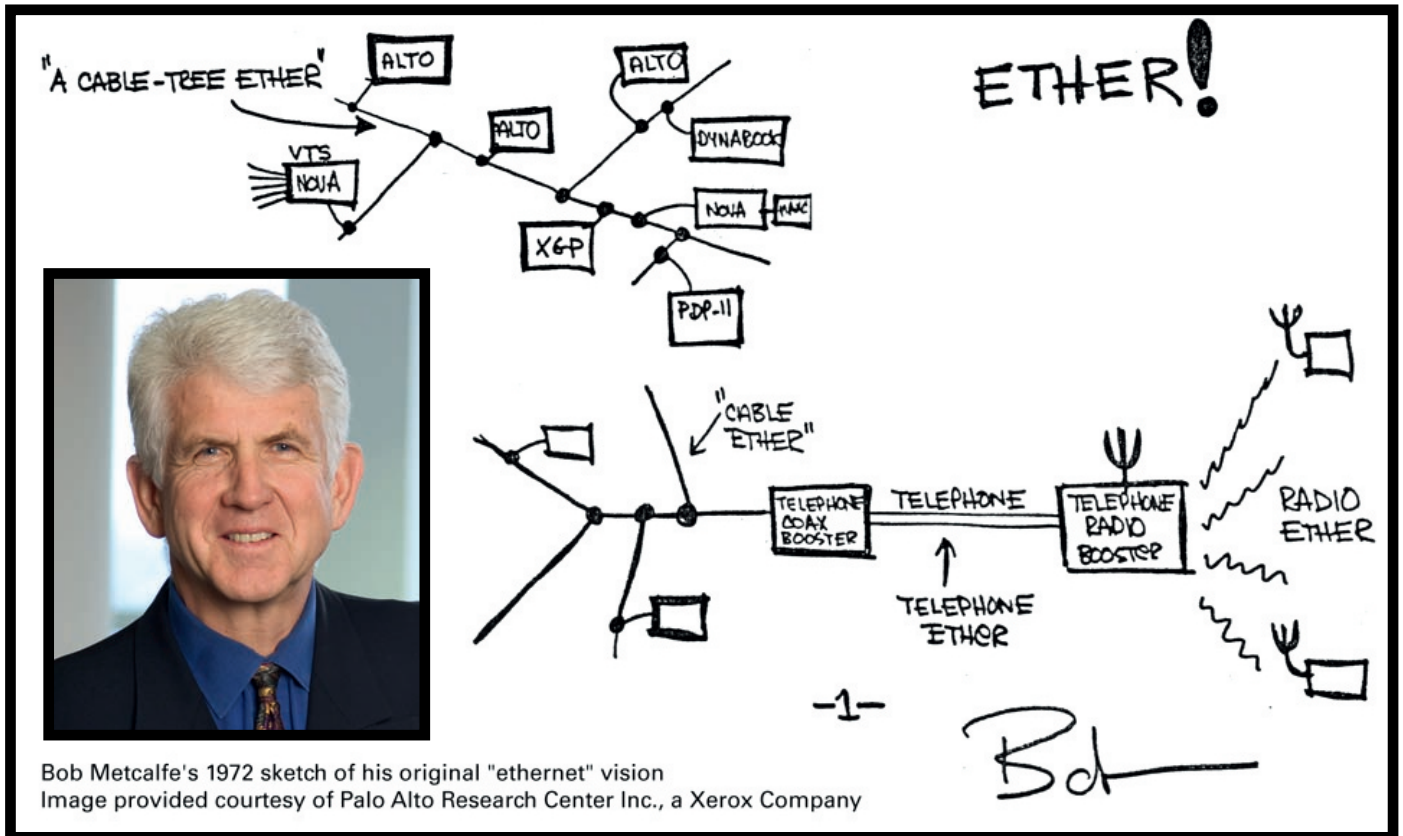 "A CABLE-TREE ETHER"
ALTO
ALTO
ETHER!
ALTO
DYNABOOK
VTS
NOVA
NOVA
XGP
PDP-11
"CABLE
ETHER"
TELEPHONE
COAX
BOOSTER
TELEPHONE
TELEPHONE
RADIO
BOOSTER
RADIO
ETHER
TELEPHONE
ETHER
-1-
Bob
Bob Metcalfe's 1972 sketch of his original "ethernet" vision
Image provided courtesy of Palo Alto Research Center Inc., a Xerox Company